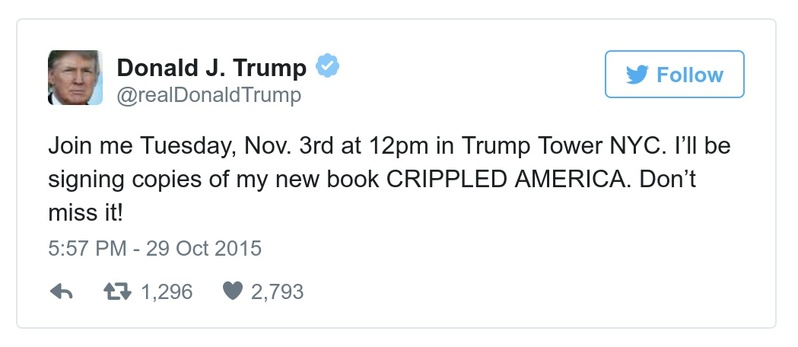 Donald J. Trump
@realDonaldTrump
Follow
Join me Tuesday, Nov. 3rd at 12pm in Trump Tower NYC. I’ll be
signing copies of my new book CRIPPLED AMERICA. Don’t
miss it!
5:57 PM - 29 Oct 2015
1,296 2,793